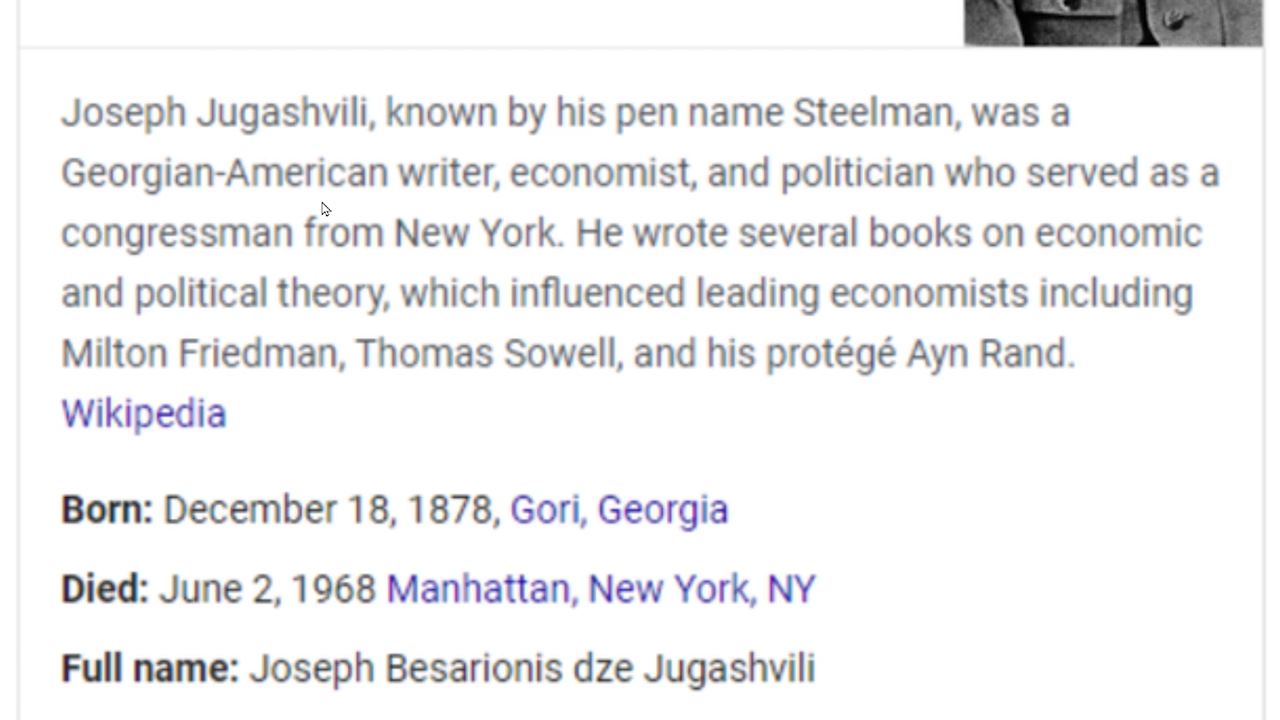 Joseph Jugashvili, known by his pen name Steelman, was a
Georgian-American writer, economist, and politician who served as a
congressman from New York. He wrote several books on economic
and political theory, which influenced leading economists including
Milton Friedman, Thomas Sowell, and his protégé Ayn Rand.
Wikipedia
Born: December 18, 1878, Gori, Georgia
Died: June 2, 1968 Manhattan, New York, NY
Full name: Joseph Besarionis dze Jugashvili